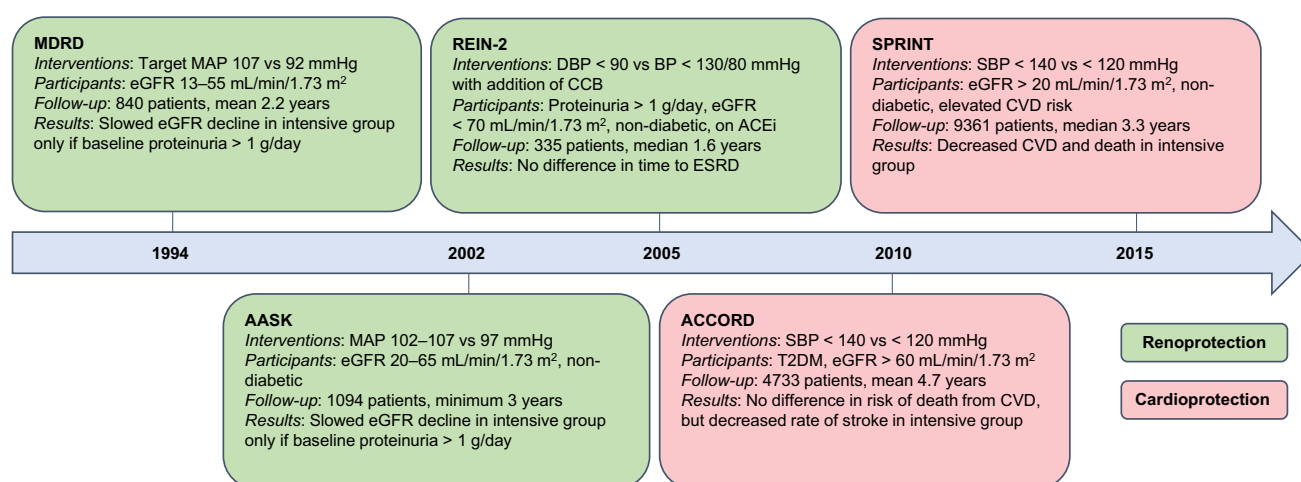 MDRD
Interventions: Target MAP 107 vs 92 mmHg
Participants: eGFR 13–55 mL/min/1.73 m²
Follow-up: 840 patients, mean 2.2 years
Results: Slowed eGFR decline in intensive group
only if baseline proteinuria > 1 g/day
REIN-2
Interventions: DBP < 90 vs BP < 130/80 mmHg
with addition of CCB
Participants: Proteinuria > 1 g/day, eGFR
< 70 mL/min/1.73 m², non-diabetic, on ACEi
Follow-up: 335 patients, median 1.6 years
Results: No difference in time to ESRD
SPRINT
Interventions: SBP < 140 vs < 120 mmHg
Participants: eGFR > 20 mL/min/1.73 m², non-
diabetic, elevated CVD risk
Follow-up: 9361 patients, median 3.3 years
Results: Decreased CVD and death in intensive
group
1994
2002
2005
2010
2015
AASK
Interventions: MAP 102–107 vs 97 mmHg
Participants: eGFR 20–65 mL/min/1.73 m², non-
diabetic
Follow-up: 1094 patients, minimum 3 years
Results: Slowed eGFR decline in intensive group
only if baseline proteinuria > 1 g/day
ACCORD
Interventions: SBP < 140 vs < 120 mmHg
Participants: T2DM, eGFR > 60 mL/min/1.73 m²
Follow-up: 4733 patients, mean 4.7 years
Results: No difference in risk of death from CVD,
but decreased rate of stroke in intensive group
Renoprotection
Cardioprotection